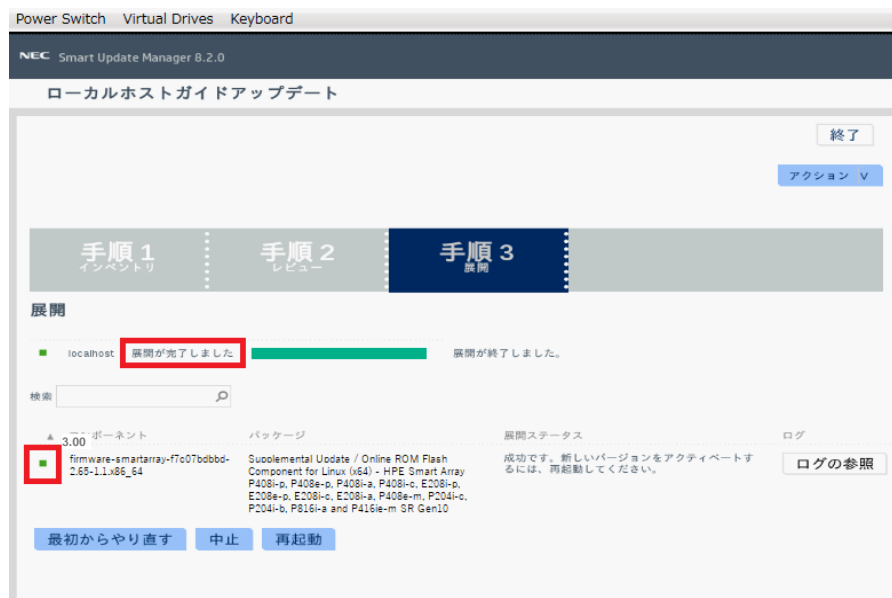 Power Switch Virtual Drives Keyboard
NEC Smart Update Manager 8.2.0
ローカルホストガイドアップデート
終了
アクション ∨
手順1
インベントリ
手順2
レビュー
手順3
展開
展開
localhost 展開が完了しました 展開が終了しました。
検索
▲ ポーネント パッケージ 展開ステータス ログ
3.00
firmware-smartarray-f7c07bdbbd-
2.65-1.1.x86_64
Supplemental Update / Online ROM Flash
Component for Linux (x64) - HPE Smart Array
P408i-p, P408e-p, P408i-a, P408i-c, E208i-p,
E208e-p, E208i-c, E208i-a, P408e-m, P204i-c,
P204i-b, P816i-a and P416ie-m SR Gen10
成功です。新しいバージョンをアクティベートす
るには、再起動してください。
ログの参照
最初からやり直す 中止 再起動